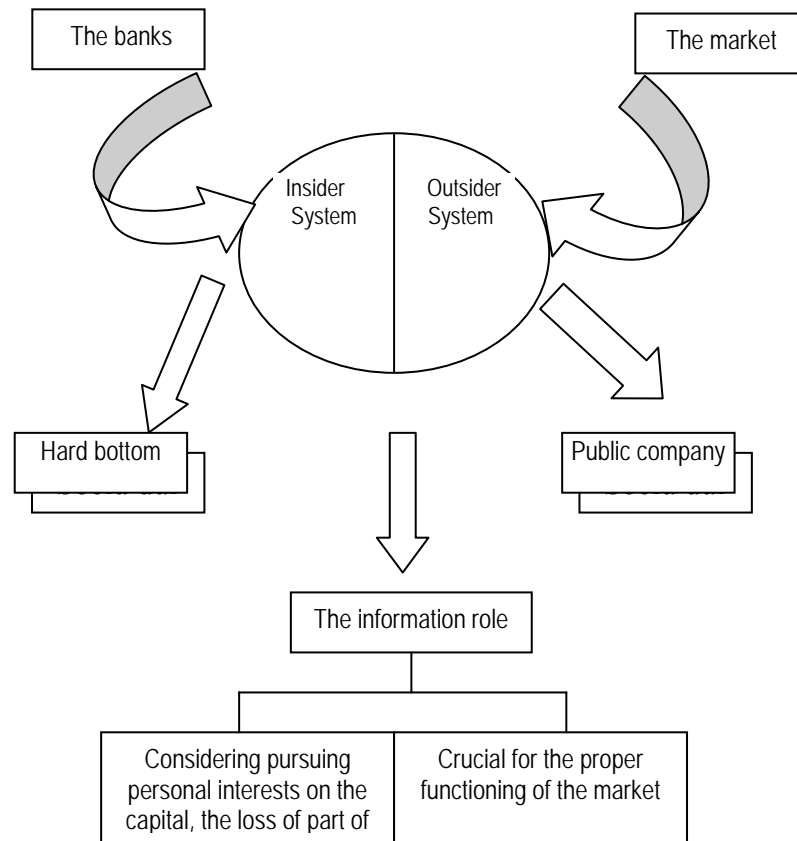 The banks
The market
Insider
System
Outsider
System
Hard bottom
Public company
The information role
Considering pursuing
personal interests on the
capital, the loss of part of
Crucial for the proper
functioning of the market